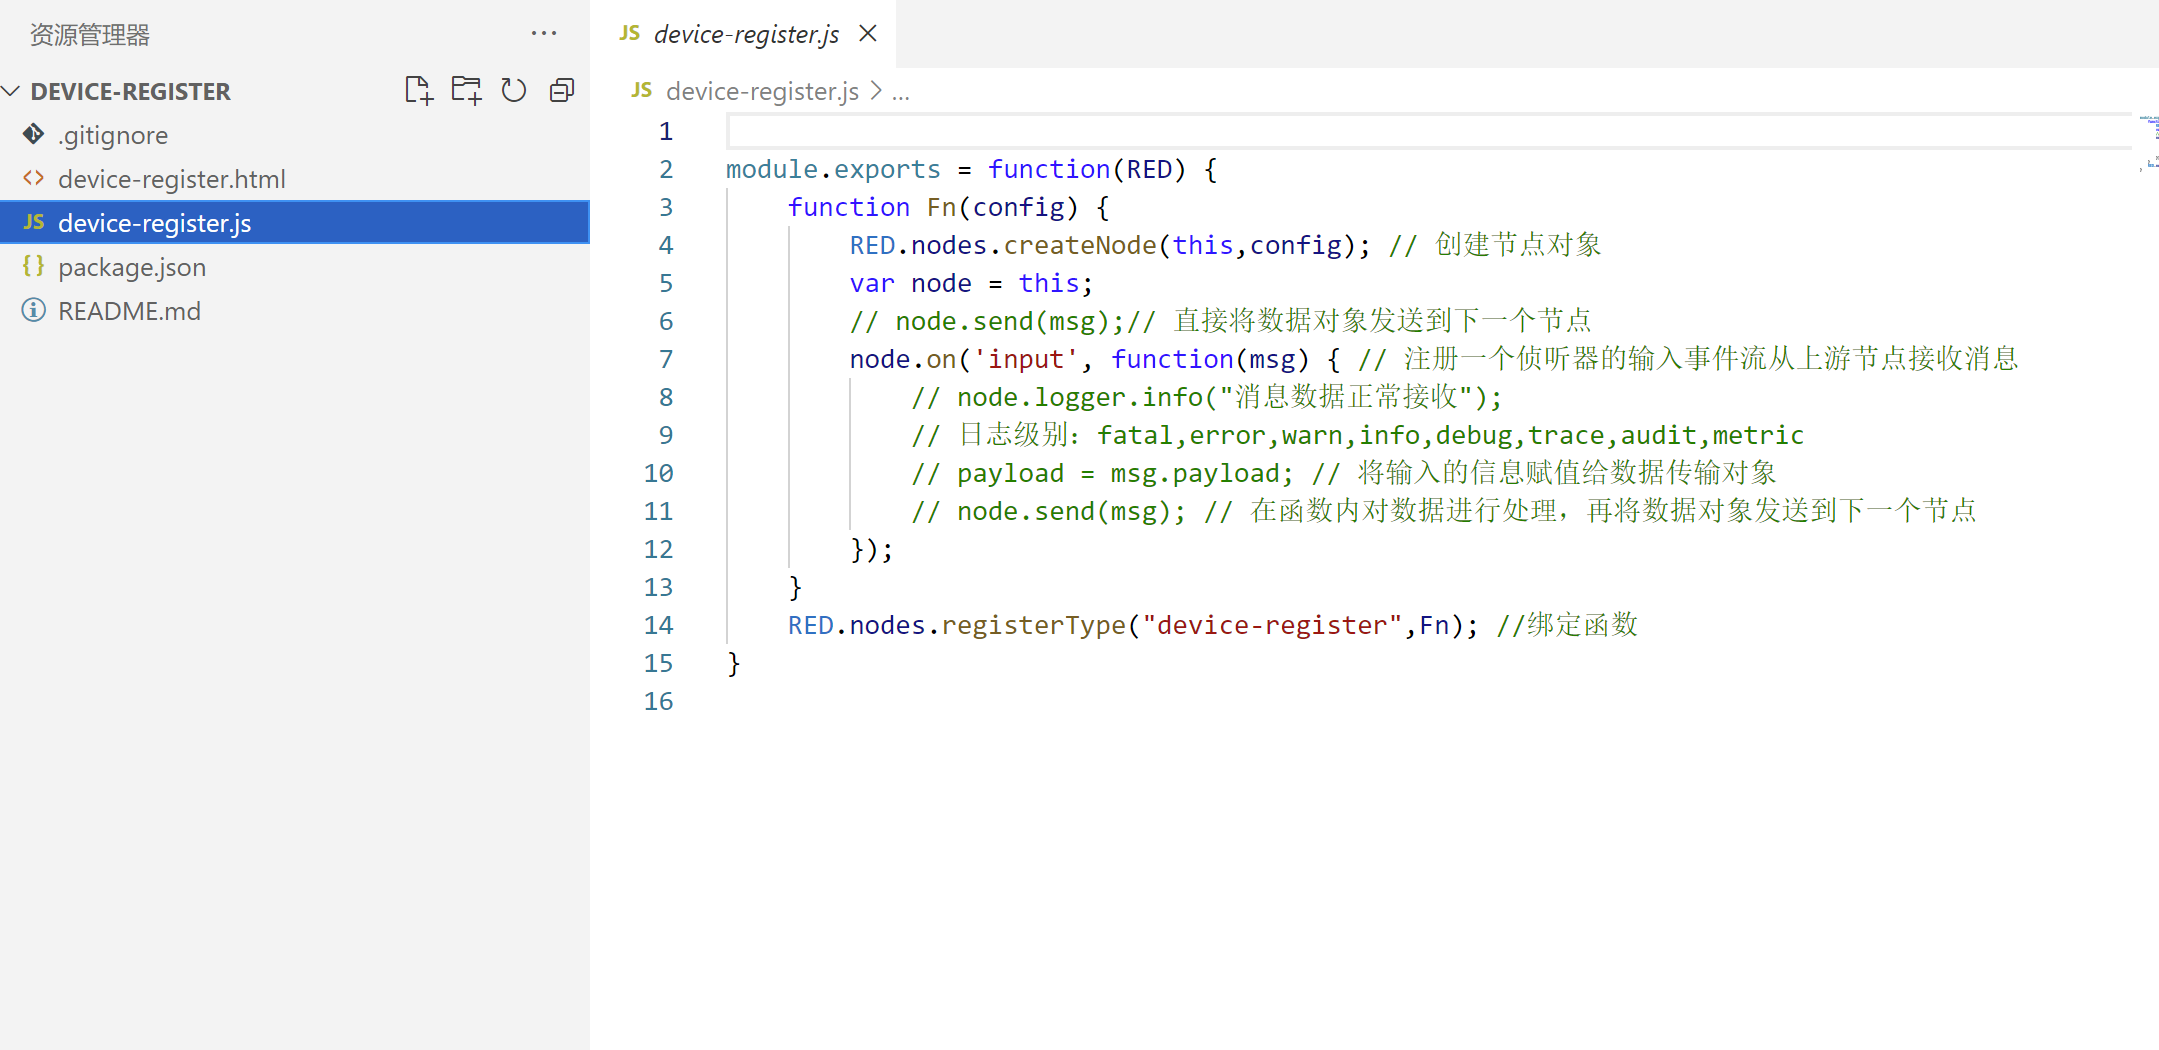 资源管理器 ···
DEVICE-REGISTER
.gitignore
<> device-register.html
JS device-register.js
{} package.json
README.md
JS device-register.js ×
JS device-register.js > ...
1
2 module.exports = function(RED) {
3 function Fn(config) {
4 RED.nodes.createNode(this,config); // 创建节点对象
5 var node = this;
6 // node.send(msg);// 直接将数据对象发送到下一个节点
7 node.on('input', function(msg) { // 注册一个侦听器的输入事件流从上游节点接收消息
8 // node.logger.info("消息数据正常接收");
9 // 日志级别：fatal,error,warn,info,debug,trace,audit,metric
10 // payload = msg.payload; // 将输入的信息赋值给数据传输对象
11 // node.send(msg); // 在函数内对数据进行处理，再将数据对象发送到下一个节点
12 });
13 }
14 RED.nodes.registerType("device-register",Fn); //绑定函数
15 }
16